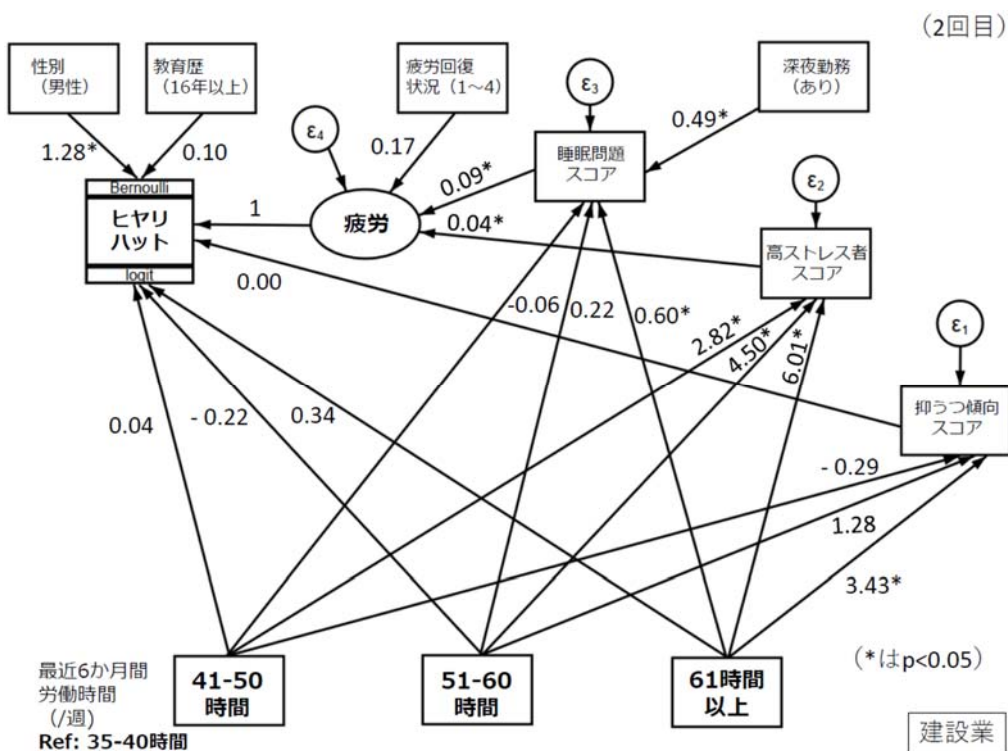 （2回目）
性別
（男性）
教育歴
（16年以上）
疲労回復
状況（1～4）
深夜勤務
（あり）
ε3
ε4
0.49*
1.28*
0.10
0.17
睡眠問題
スコア
0.09*
ε2
Bernoulli
ヒヤリ
ハット
logit
1
疲労
0.04*
高ストレス者
スコア
0.00
-0.06
0.22
0.60*
2.82*
4.50*
6.01*
ε1
抑うつ傾向
スコア
0.04
- 0.22
0.34
- 0.29
1.28
3.43*
最近6か月間
労働時間
（/週)
Ref: 35-40時間
41-50
時間
51-60
時間
61時間
以上
（*はp<0.05）
建設業